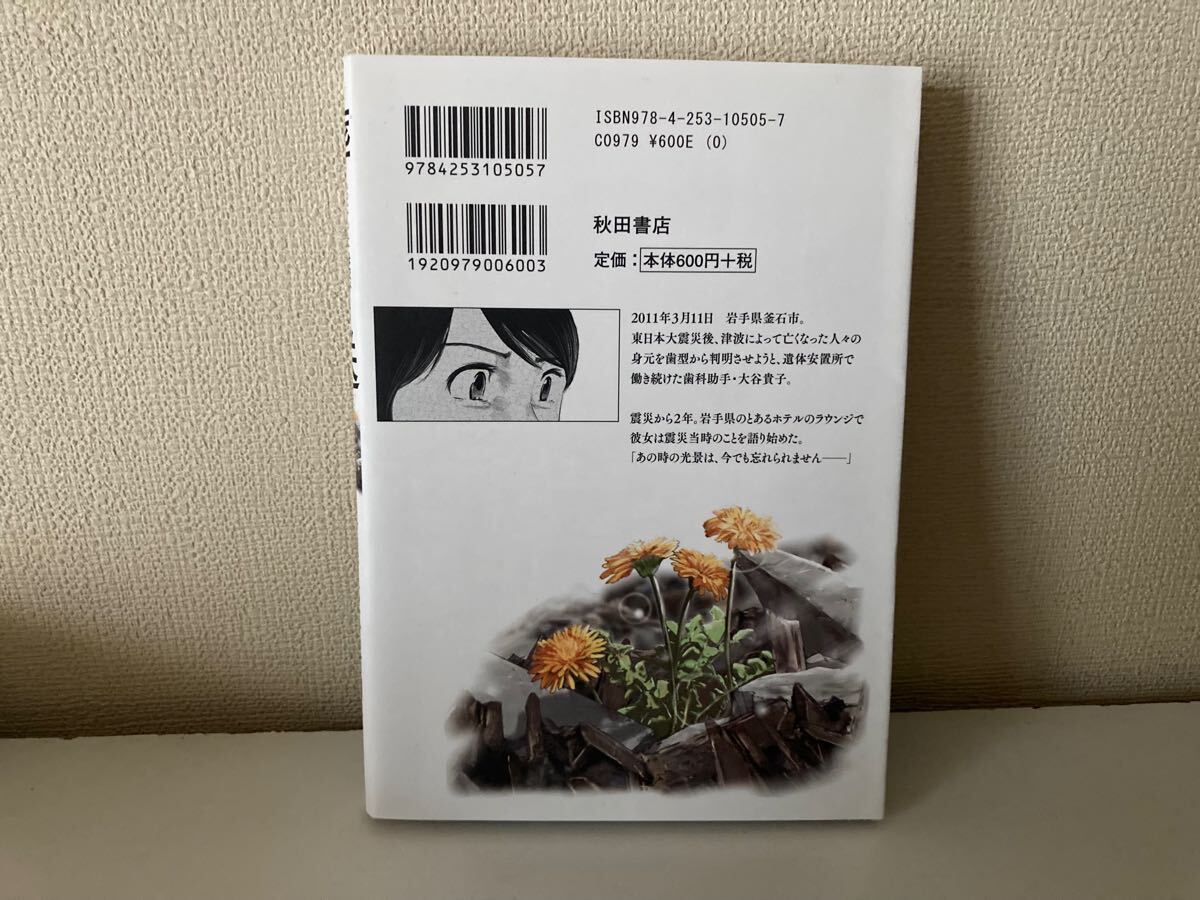 ISBN978-4-253-10505-7
C0979 ¥600E (0)
9784253105057
1920979006003
秋田書店
定価：本体600円＋税
2011年3月11日　岩手県釜石市。
東日本大震災後、津波によって亡くなった人々の
身元を歯型から判明させようと、遺体安置所で
働き続けた歯科助手・大谷貴子。
震災から2年。岩手県のとあるホテルのラウンジで
彼女は震災当時のことを語り始めた。
「あの時の光景は、今でも忘れられません――」